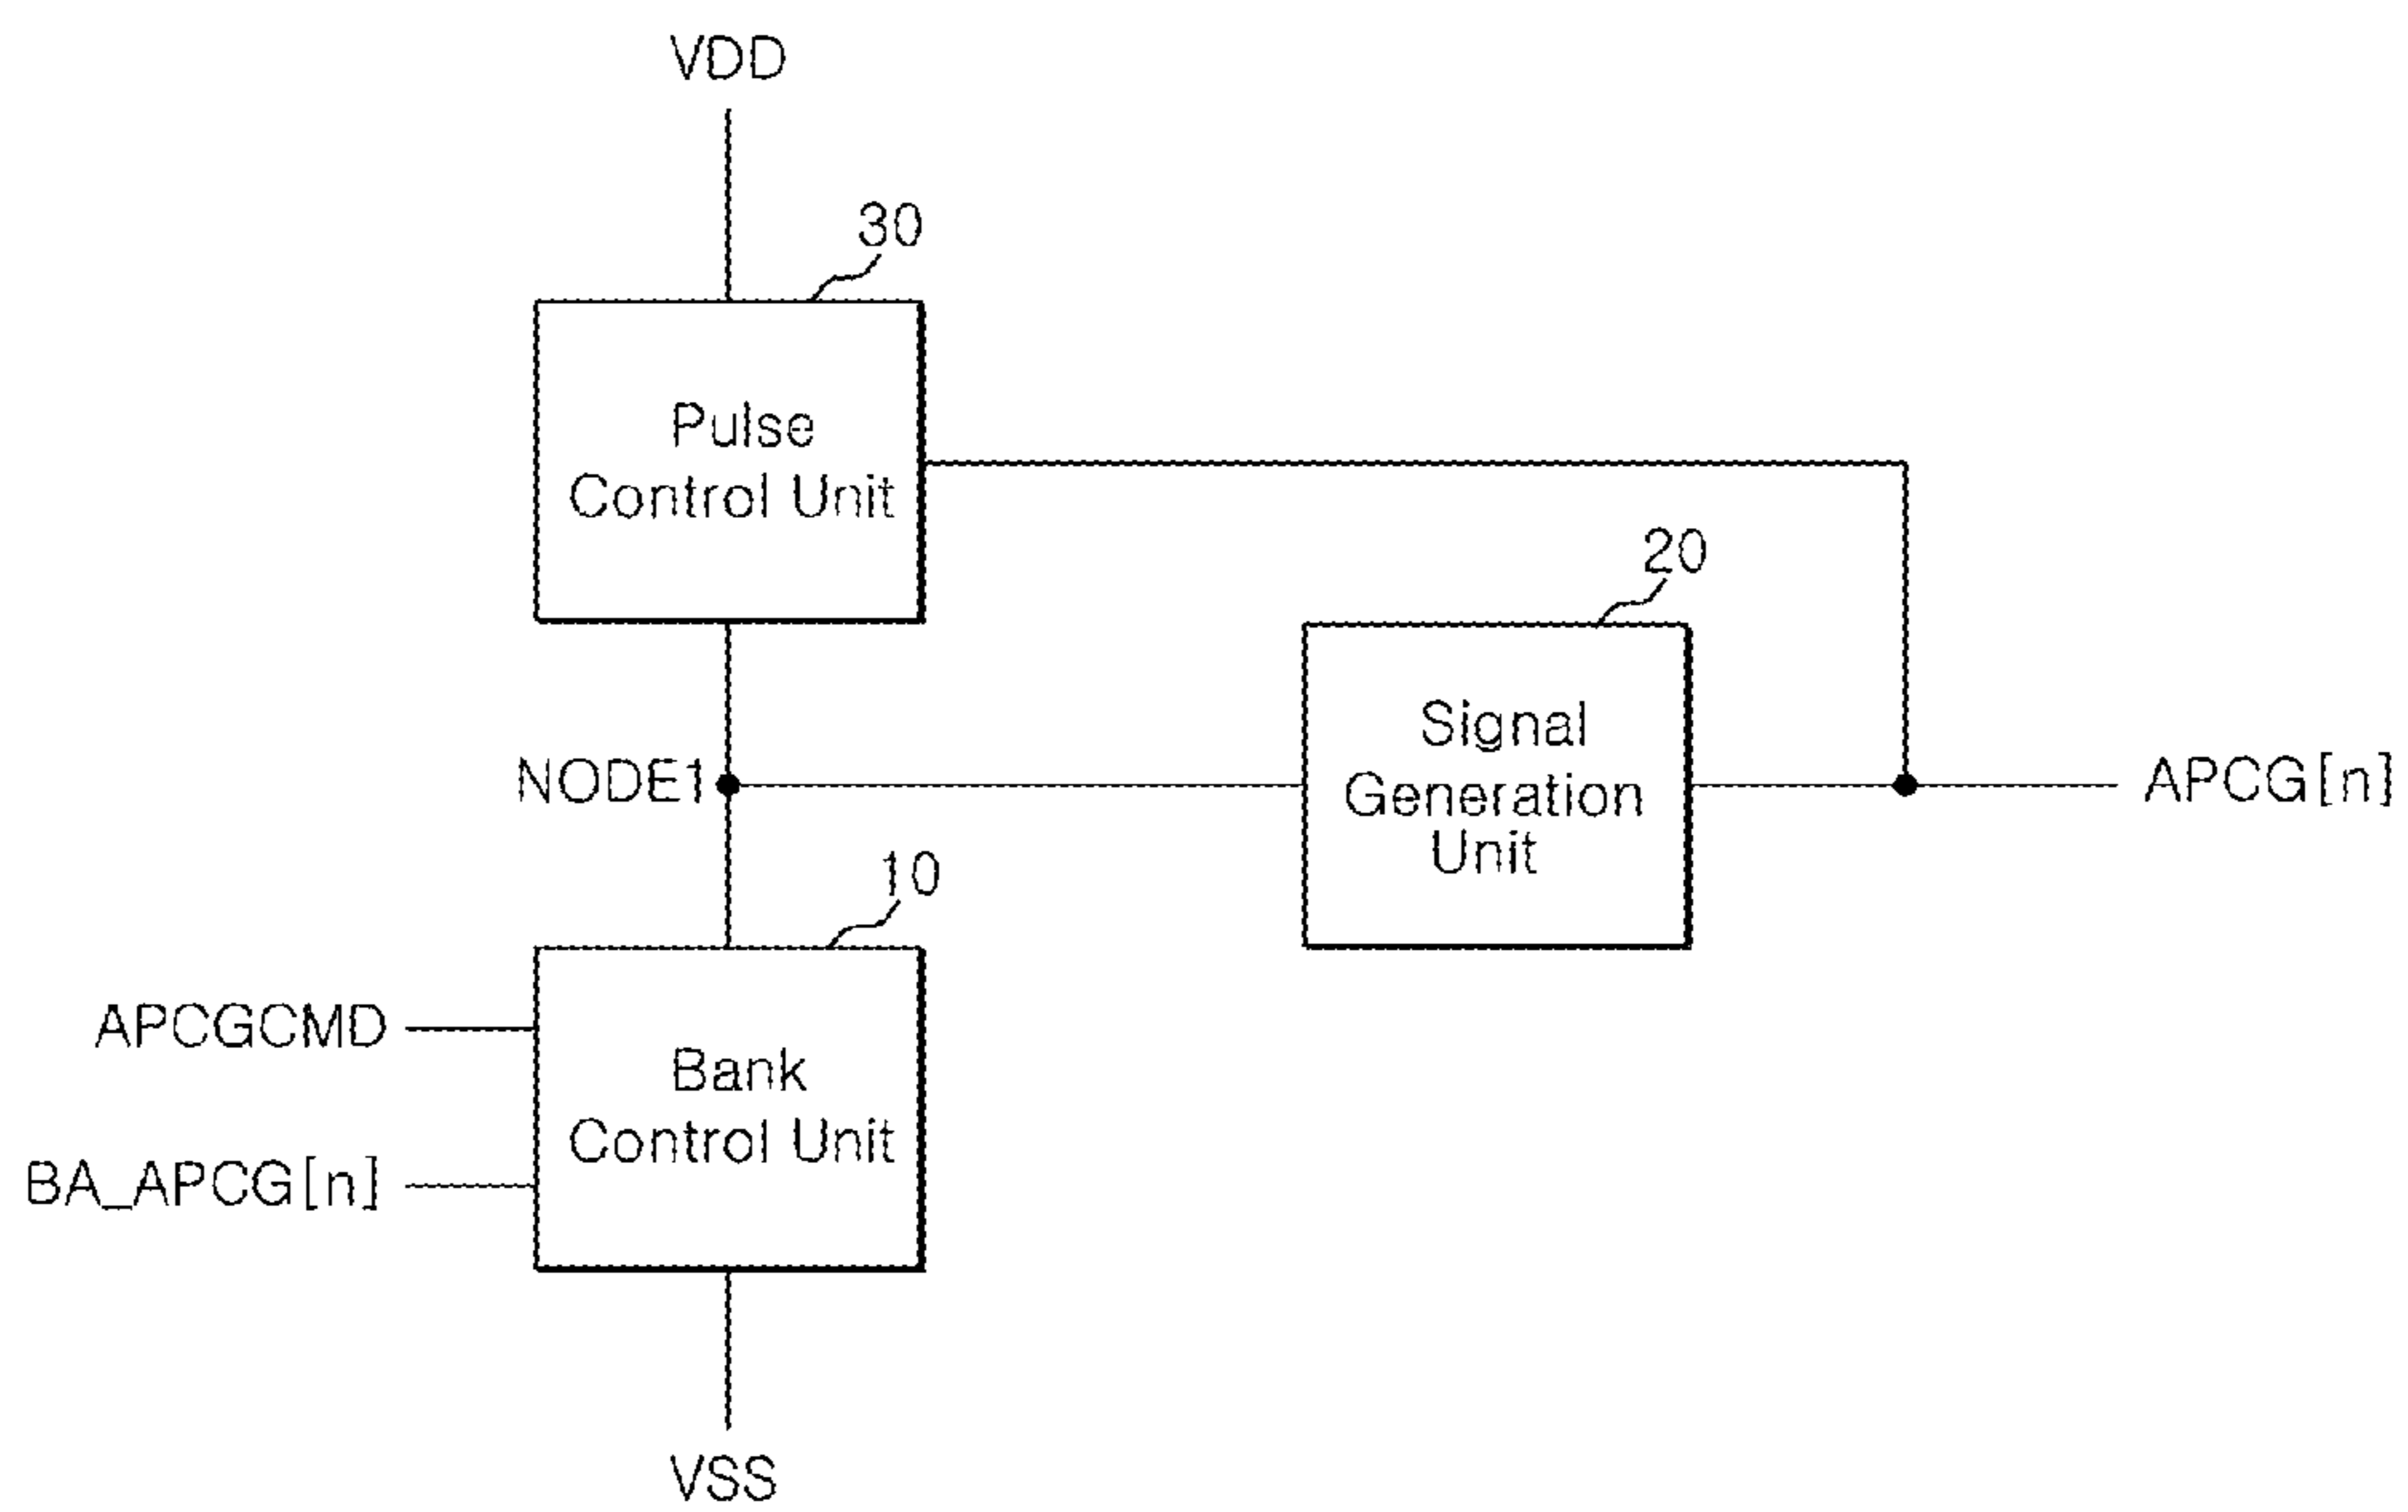 VDD
30
Pulse
Control Unit
20
Signal
Generation
Unit
NODE1
APCG[n]
10
APCGCMD
Bank
Control Unit
BA_APCG[n]
VSS